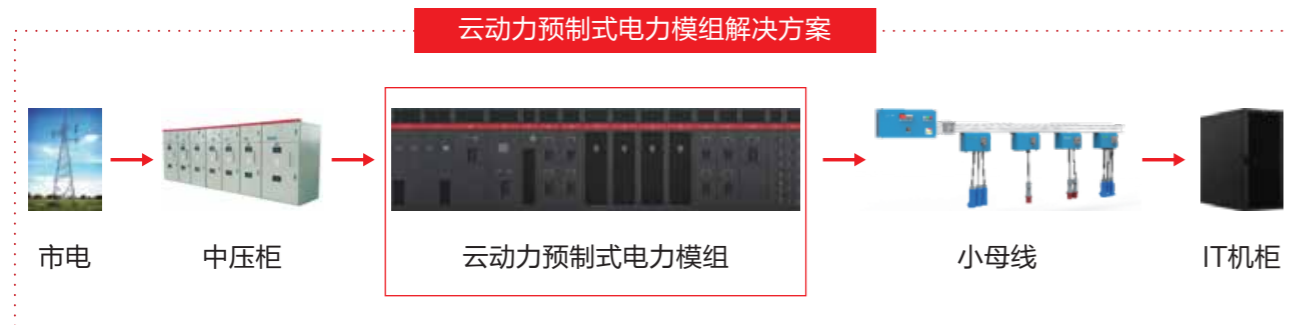 云动力预制式电力模组解决方案
市电
中压柜
云动力预制式电力模组
小母线
IT机柜